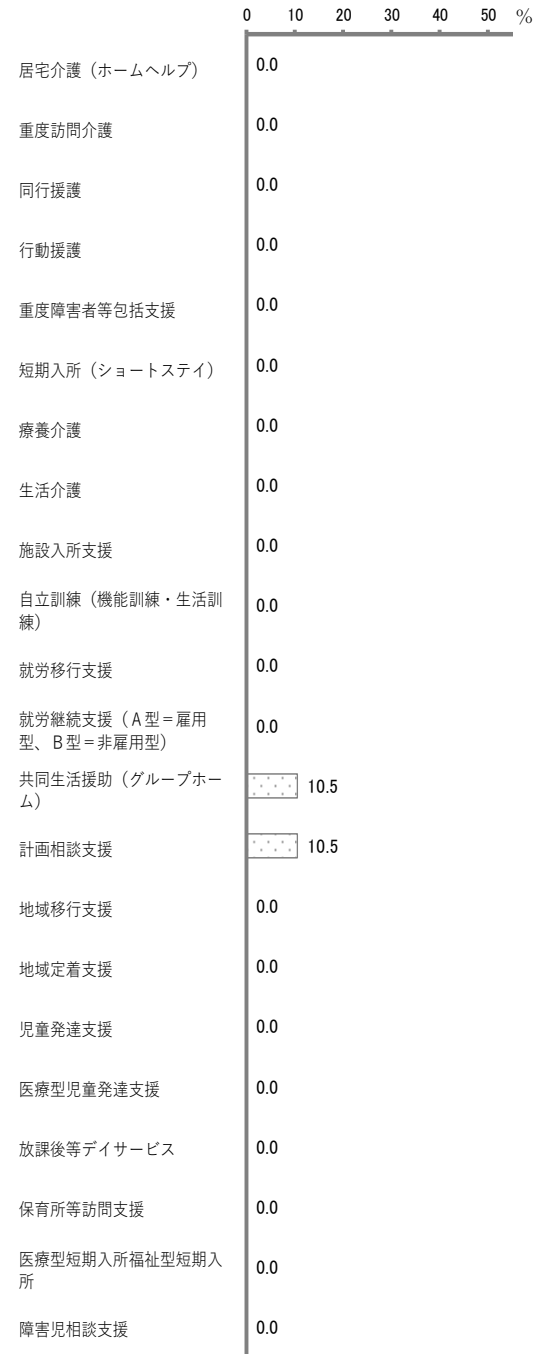 0 10 20 30 40 50 %
居宅介護（ホームヘルプ） 0.0
重度訪問介護 0.0
同行援護 0.0
行動援護 0.0
重度障害者等包括支援 0.0
短期入所（ショートステイ） 0.0
療養介護 0.0
生活介護 0.0
施設入所支援 0.0
自立訓練（機能訓練・生活訓
練） 0.0
就労移行支援 0.0
就労継続支援（Ａ型＝雇用
型、Ｂ型＝非雇用型） 0.0
共同生活援助（グループホー
ム） 10.5
計画相談支援 10.5
地域移行支援 0.0
地域定着支援 0.0
児童発達支援 0.0
医療型児童発達支援 0.0
放課後等デイサービス 0.0
保育所等訪問支援 0.0
医療型短期入所福祉型短期入
所 0.0
障害児相談支援 0.0